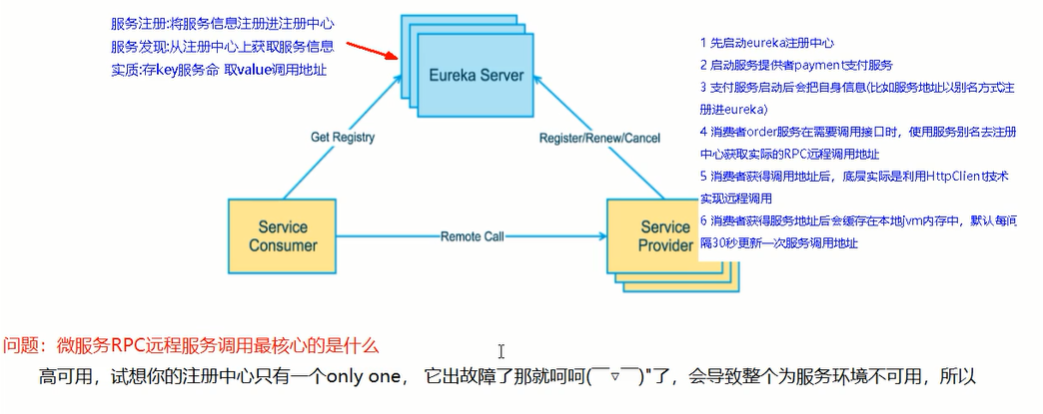 服务注册:将服务信息注册进注册中心
服务发现:从注册中心上获取服务信息
实质:存key服务命 取value调用地址
Eureka Server
Get Registry
Register/Renew/Cancel
Service
Consumer
Remote Call
Service
Provider
1 先启动eureka注册中心
2 启动服务提供者payment支付服务
3 支付服务启动后会把自身信息(比如服务地址以别名方式注
册进eureka)
4 消费者order服务在需要调用接口时，使用服务别名去注册
中心获取实际的RPC远程调用地址
5 消费者获得调用地址后，底层实际是利用HttpClient技术
实现远程调用
6 消费者获得服务地址后会缓存在本地jvm内存中，默认每间
隔30秒更新一次服务调用地址
问题：微服务RPC远程服务调用最核心的是什么
高可用，试想你的注册中心只有一个only one， 它出故障了那就呵呵(￣▽￣)"了，会导致整个为服务环境不可用，所以